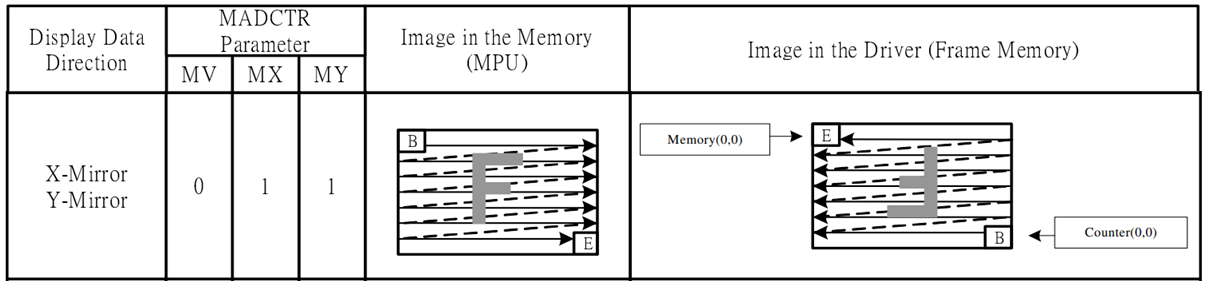 Display Data
Direction
MADCTR
Parameter
MV
MX
MY
Image in the Memory
(MPU)
Image in the Driver (Frame Memory)
X-Mirror
Y-Mirror
0
1
1
B
E
Memory(0,0)
E
B
Counter(0,0)